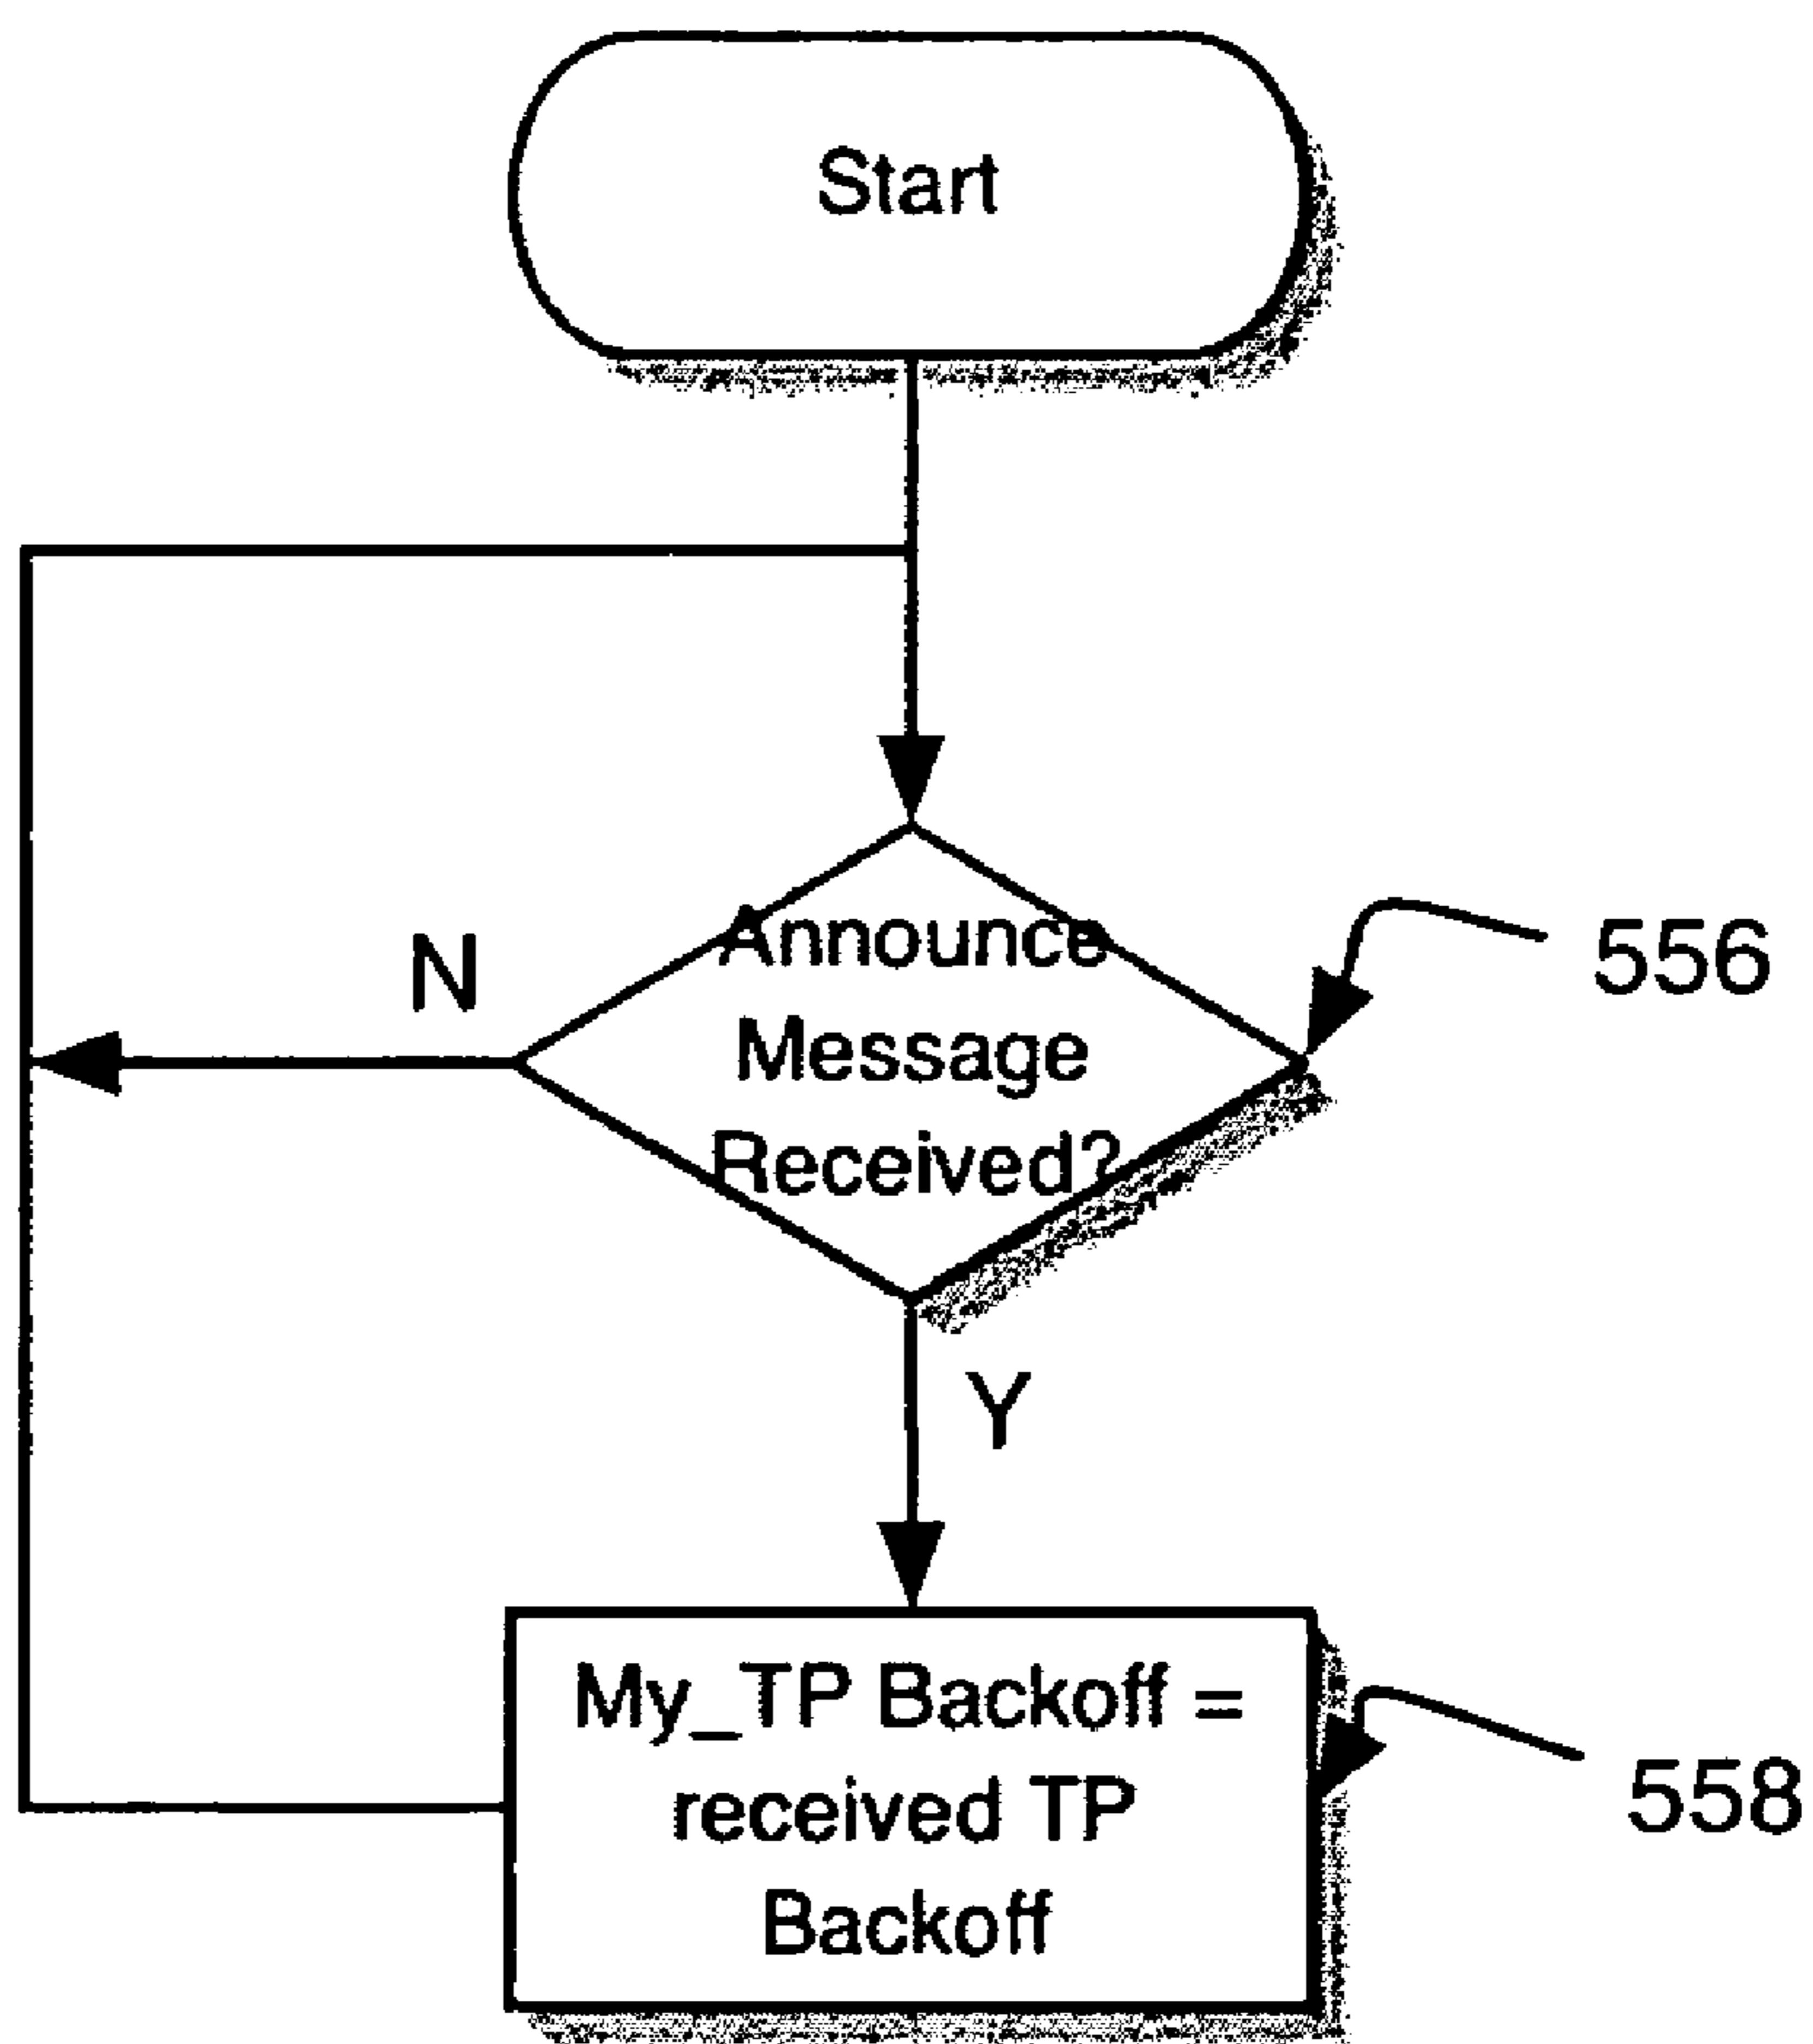 Start
Announce
Message
Received?
556
N
Y
My_TP Backoff =
received TP
Backoff
558